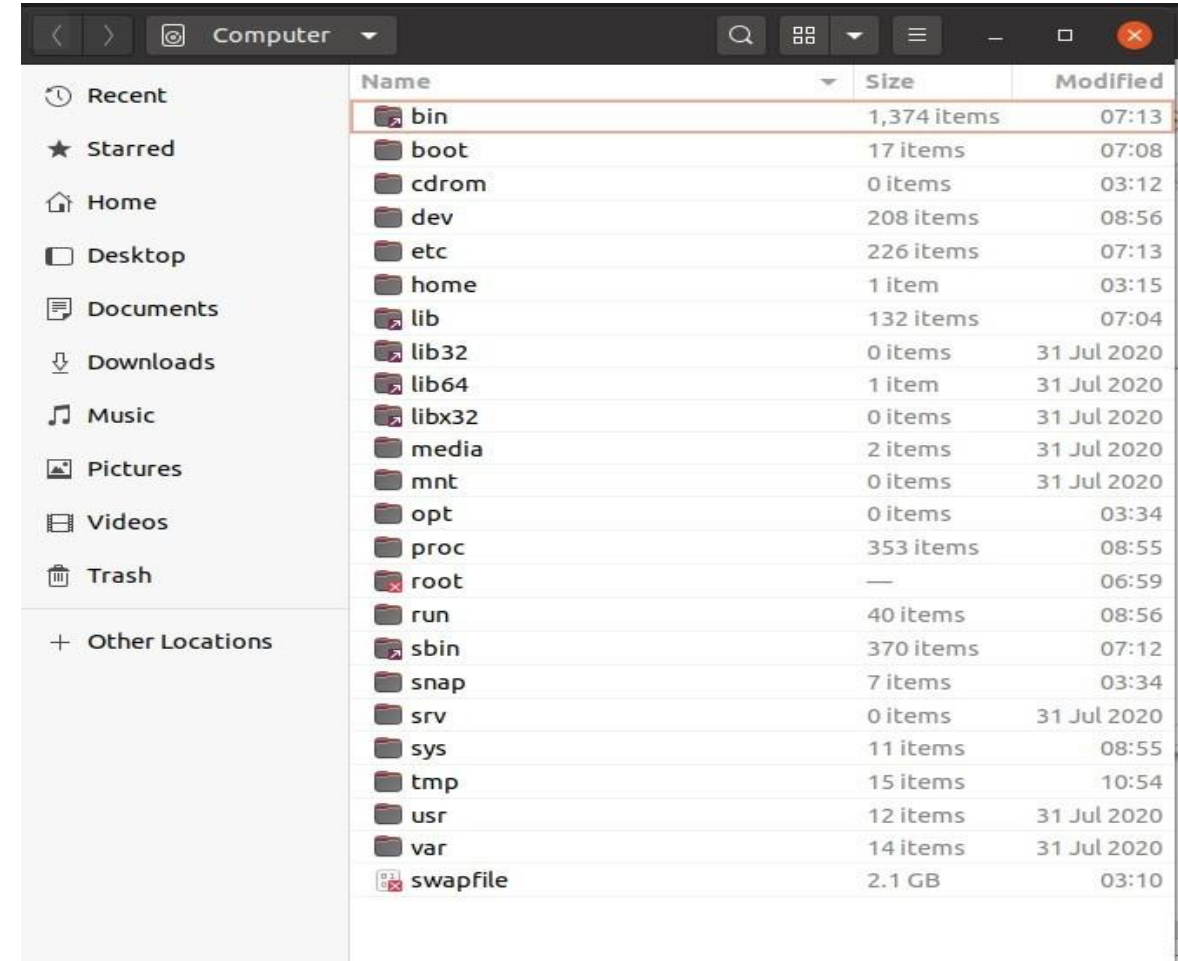 Computer
Recent
Starred
Home
Desktop
Documents
Downloads
Music
Pictures
Videos
Trash
+ Other Locations
Name Size Modified
bin 1,374 items 07:13
boot 17 items 07:08
cdrom 0 items 03:12
dev 208 items 08:56
etc 226 items 07:13
home 1 item 03:15
lib 132 items 07:04
lib32 0 items 31 Jul 2020
lib64 1 item 31 Jul 2020
libx32 0 items 31 Jul 2020
media 2 items 31 Jul 2020
mnt 0 items 31 Jul 2020
opt 0 items 03:34
proc 353 items 08:55
root — 06:59
run 40 items 08:56
sbin 370 items 07:12
snap 7 items 03:34
srv 0 items 31 Jul 2020
sys 11 items 08:55
tmp 15 items 10:54
usr 12 items 31 Jul 2020
var 14 items 31 Jul 2020
swapfile 2.1 GB 03:10